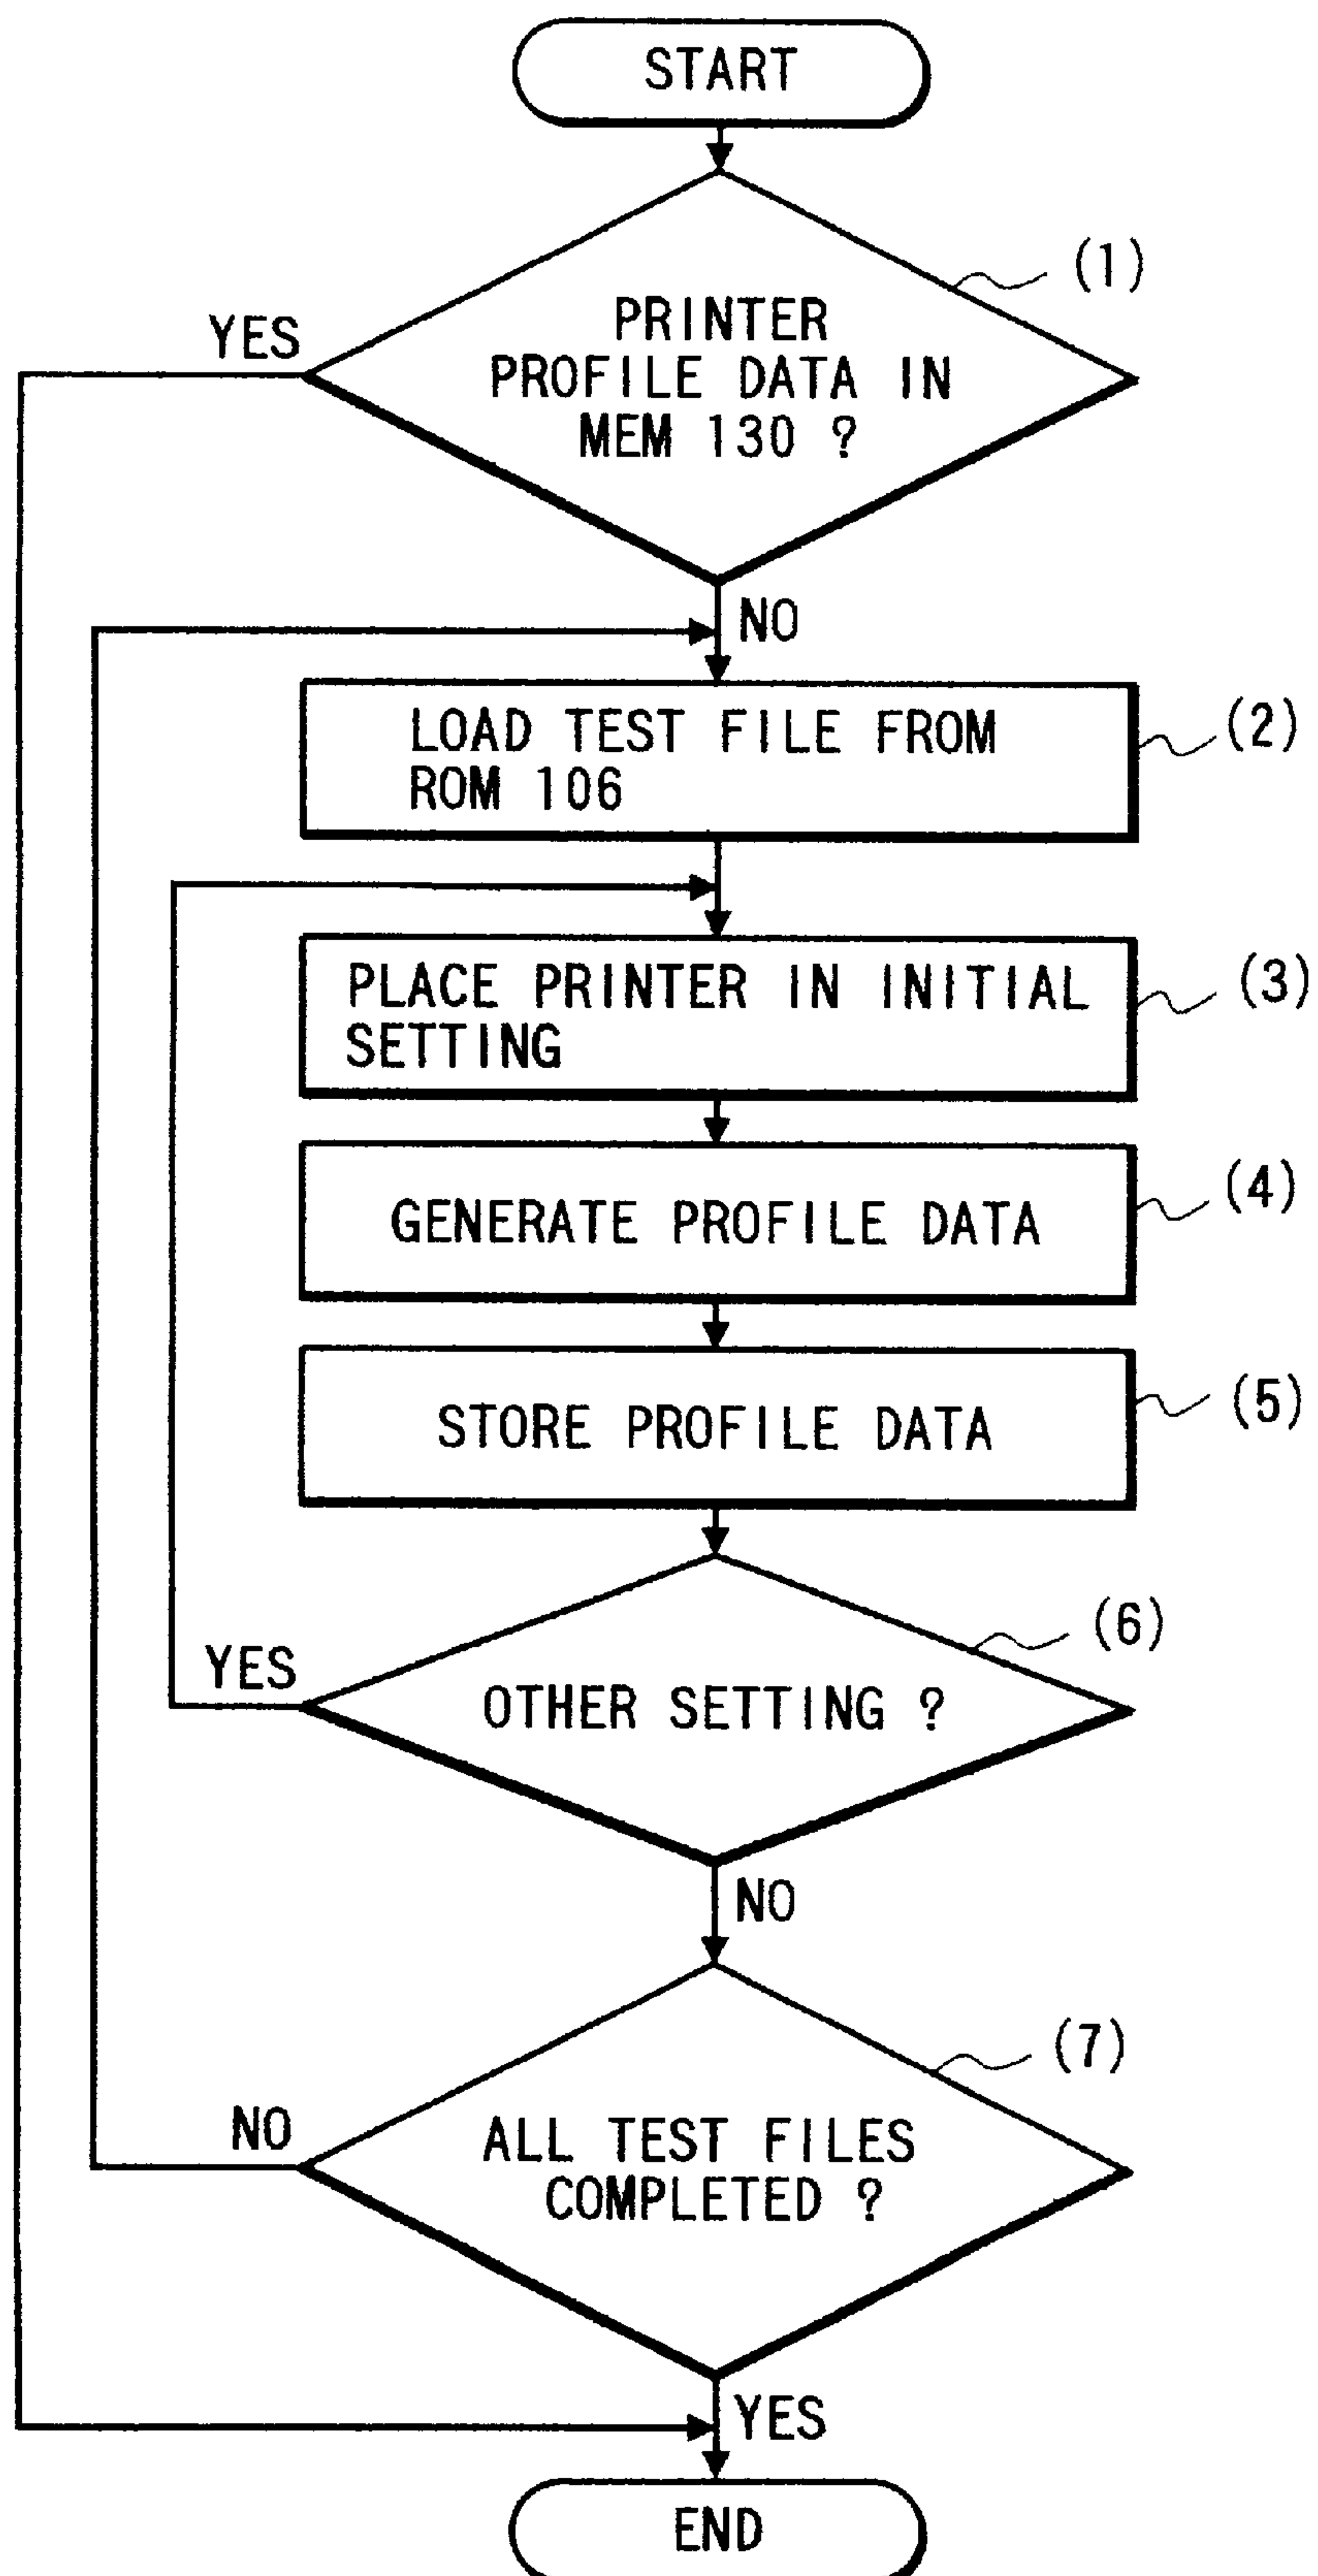 START
(1)
PRINTER
PROFILE DATA IN
MEM 130 ?
YES
NO
LOAD TEST FILE FROM
ROM 106
(2)
PLACE PRINTER IN INITIAL
SETTING
(3)
GENERATE PROFILE DATA
(4)
STORE PROFILE DATA
(5)
(6)
YES
OTHER SETTING ?
NO
(7)
NO
ALL TEST FILES
COMPLETED ?
YES
END